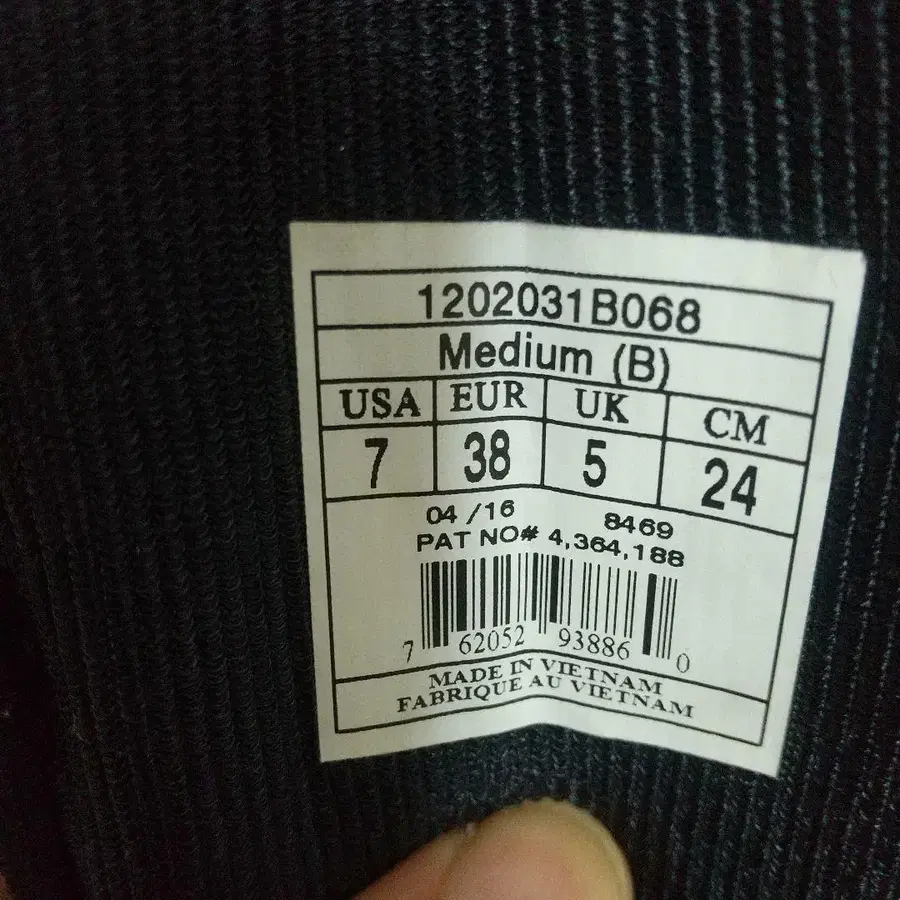 1202031B068
Medium (B)
USA EUR UK CM
7 38 5 24
04 /16 8469
PAT NO# 4,364,188
7 62052 93886 0
MADE IN VIETNAM
FABRIQUE AU VIETNAM